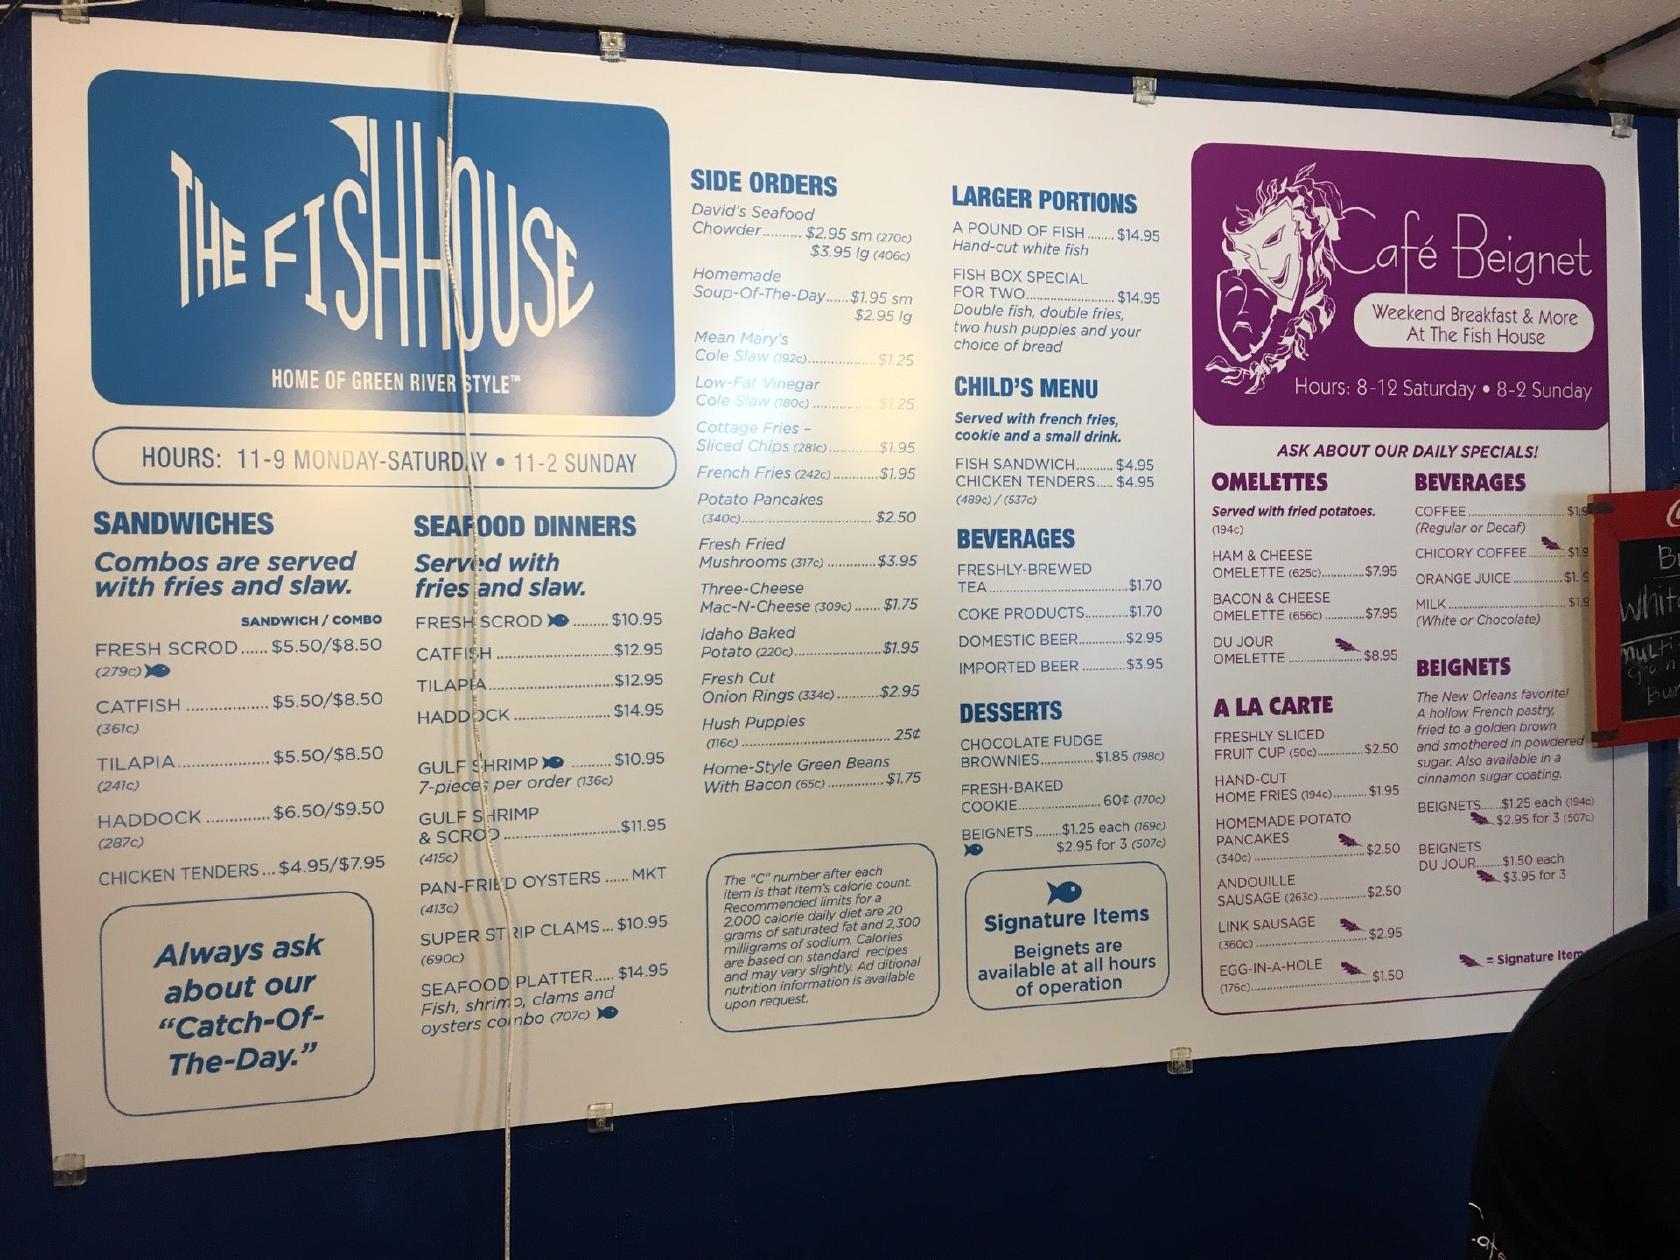 THE FISH HOUSE
HOME OF GREEN RIVER STYLE™
HOURS: 11-9 MONDAY-SATURDAY • 11-2 SUNDAY
SANDWICHES
Combos are served
with fries and slaw.
SANDWICH / COMBO
FRESH SCROD ..... $5.50/$8.50
(279c)
CATFISH ................. $5.50/$8.50
(361c)
TILAPIA ................... $5.50/$8.50
(241c)
HADDOCK ............. $6.50/$9.50
(287c)
CHICKEN TENDERS ... $4.95/$7.95
Always ask
about our
“Catch-Of-
The-Day.”
SEAFOOD DINNERS
Served with
fries and slaw.
FRESH SCROD ........ $10.95
CATFISH ........................... $12.95
TILAPIA ............................ $12.95
HADDOCK ...................... $14.95
GULF SHRIMP .......... $10.95
7-pieces per order (136c)
GULF SHRIMP
& SCROD .......................... $11.95
(415c)
PAN-FRIED OYSTERS ...... MKT
(413c)
SUPER STRIP CLAMS ... $10.95
(690c)
SEAFOOD PLATTER ..... $14.95
Fish, shrimp, clams and
oysters combo (707c)
SIDE ORDERS
David's Seafood
Chowder .......... $2.95 sm (270c)
$3.95 lg (406c)
Homemade
Soup-Of-The-Day ..... $1.95 sm
$2.95 lg
Mean Mary's
Cole Slaw (192c) .................. $1.25
Low-Fat Vinegar
Cole Slaw (180c) .................. $1.25
Cottage Fries –
Sliced Chips (281c) ............... $1.95
French Fries (242c) ............ $1.95
Potato Pancakes
(340c) .................................. $2.50
Fresh Fried
Mushrooms (317c) ............. $3.95
Three-Cheese
Mac-N-Cheese (309c) ...... $1.75
Idaho Baked
Potato (220c) ....................... $1.95
Fresh Cut
Onion Rings (334c) ........... $2.95
Hush Puppies
(116c) ...................................... 25¢
Home-Style Green Beans
With Bacon (65c) ................ $1.75
The “C” number after each
item is that item's calorie count.
Recommended limits for a
2,000 calorie daily diet are 20
grams of saturated fat and 2,300
milligrams of sodium. Calories
are based on standard recipes
and may vary slightly. Ad ditional
nutrition information is available
upon request.
LARGER PORTIONS
A POUND OF FISH ....... $14.95
Hand-cut white fish
FISH BOX SPECIAL
FOR TWO ........................ $14.95
Double fish, double fries,
two hush puppies and your
choice of bread
CHILD'S MENU
Served with french fries,
cookie and a small drink.
FISH SANDWICH .......... $4.95
CHICKEN TENDERS .... $4.95
(489c) / (537c)
BEVERAGES
FRESHLY-BREWED
TEA .................................... $1.70
COKE PRODUCTS .......... $1.70
DOMESTIC BEER ............ $2.95
IMPORTED BEER ........... $3.95
DESSERTS
CHOCOLATE FUDGE
BROWNIES .................. $1.85 (198c)
FRESH-BAKED
COOKIE ......................... 60¢ (170c)
BEIGNETS ....... $1.25 each (169c)
$2.95 for 3 (507c)
Signature Items
Beignets are
available at all hours
of operation
Café Beignet
Weekend Breakfast & More
At The Fish House
Hours: 8-12 Saturday • 8-2 Sunday
ASK ABOUT OUR DAILY SPECIALS!
OMELETTES
Served with fried potatoes.
(194c)
HAM & CHEESE
OMELETTE (625c) ............ $7.95
BACON & CHEESE
OMELETTE (656c) ............ $7.95
DU JOUR
OMELETTE .................... $8.95
A LA CARTE
FRESHLY SLICED
FRUIT CUP (50c) .............. $2.50
HAND-CUT
HOME FRIES (194c) .......... $1.95
HOMEMADE POTATO
PANCAKES
(340c) .............................. $2.50
ANDOUILLE
SAUSAGE (263c) .............. $2.50
LINK SAUSAGE
(360c) .............................. $2.95
EGG-IN-A-HOLE
(176c) ............................... $1.50
BEVERAGES
COFFEE ........................ $1.9
(Regular or Decaf)
CHICORY COFFEE .......... $1.9
ORANGE JUICE ............. $1.9
MILK ............................ $1.9
(White or Chocolate)
BEIGNETS
The New Orleans favorite!
A hollow French pastry,
fried to a golden brown
and smothered in powdered
sugar. Also available in a
cinnamon sugar coating.
BEIGNETS ..... $1.25 each (194c)
$2.95 for 3 (507c)
BEIGNETS
DU JOUR ....... $1.50 each
$3.95 for 3
= Signature Item